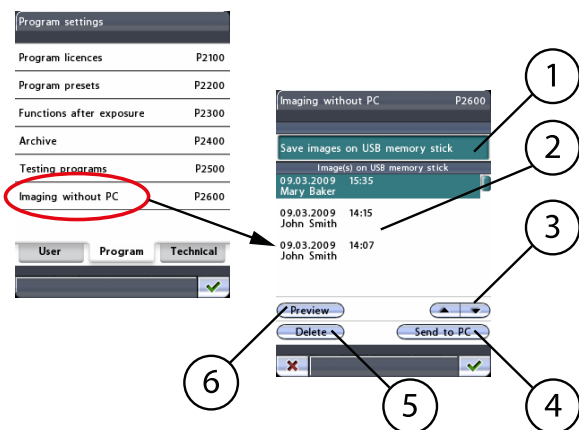 Program settings
Program licences P2100
Program presets P2200
Functions after exposure P2300
Archive P2400
Testing programs P2500
Imaging without PC P2600
User Program Technical
Imaging without PC P2600
Save images on USB memory stick
Image(s) on USB memory stick
09.03.2009 15:35
Mary Baker
09.03.2009 14:15
John Smith
09.03.2009 14:07
John Smith
Preview
Delete Send to PC
1
2
3
4
5
6